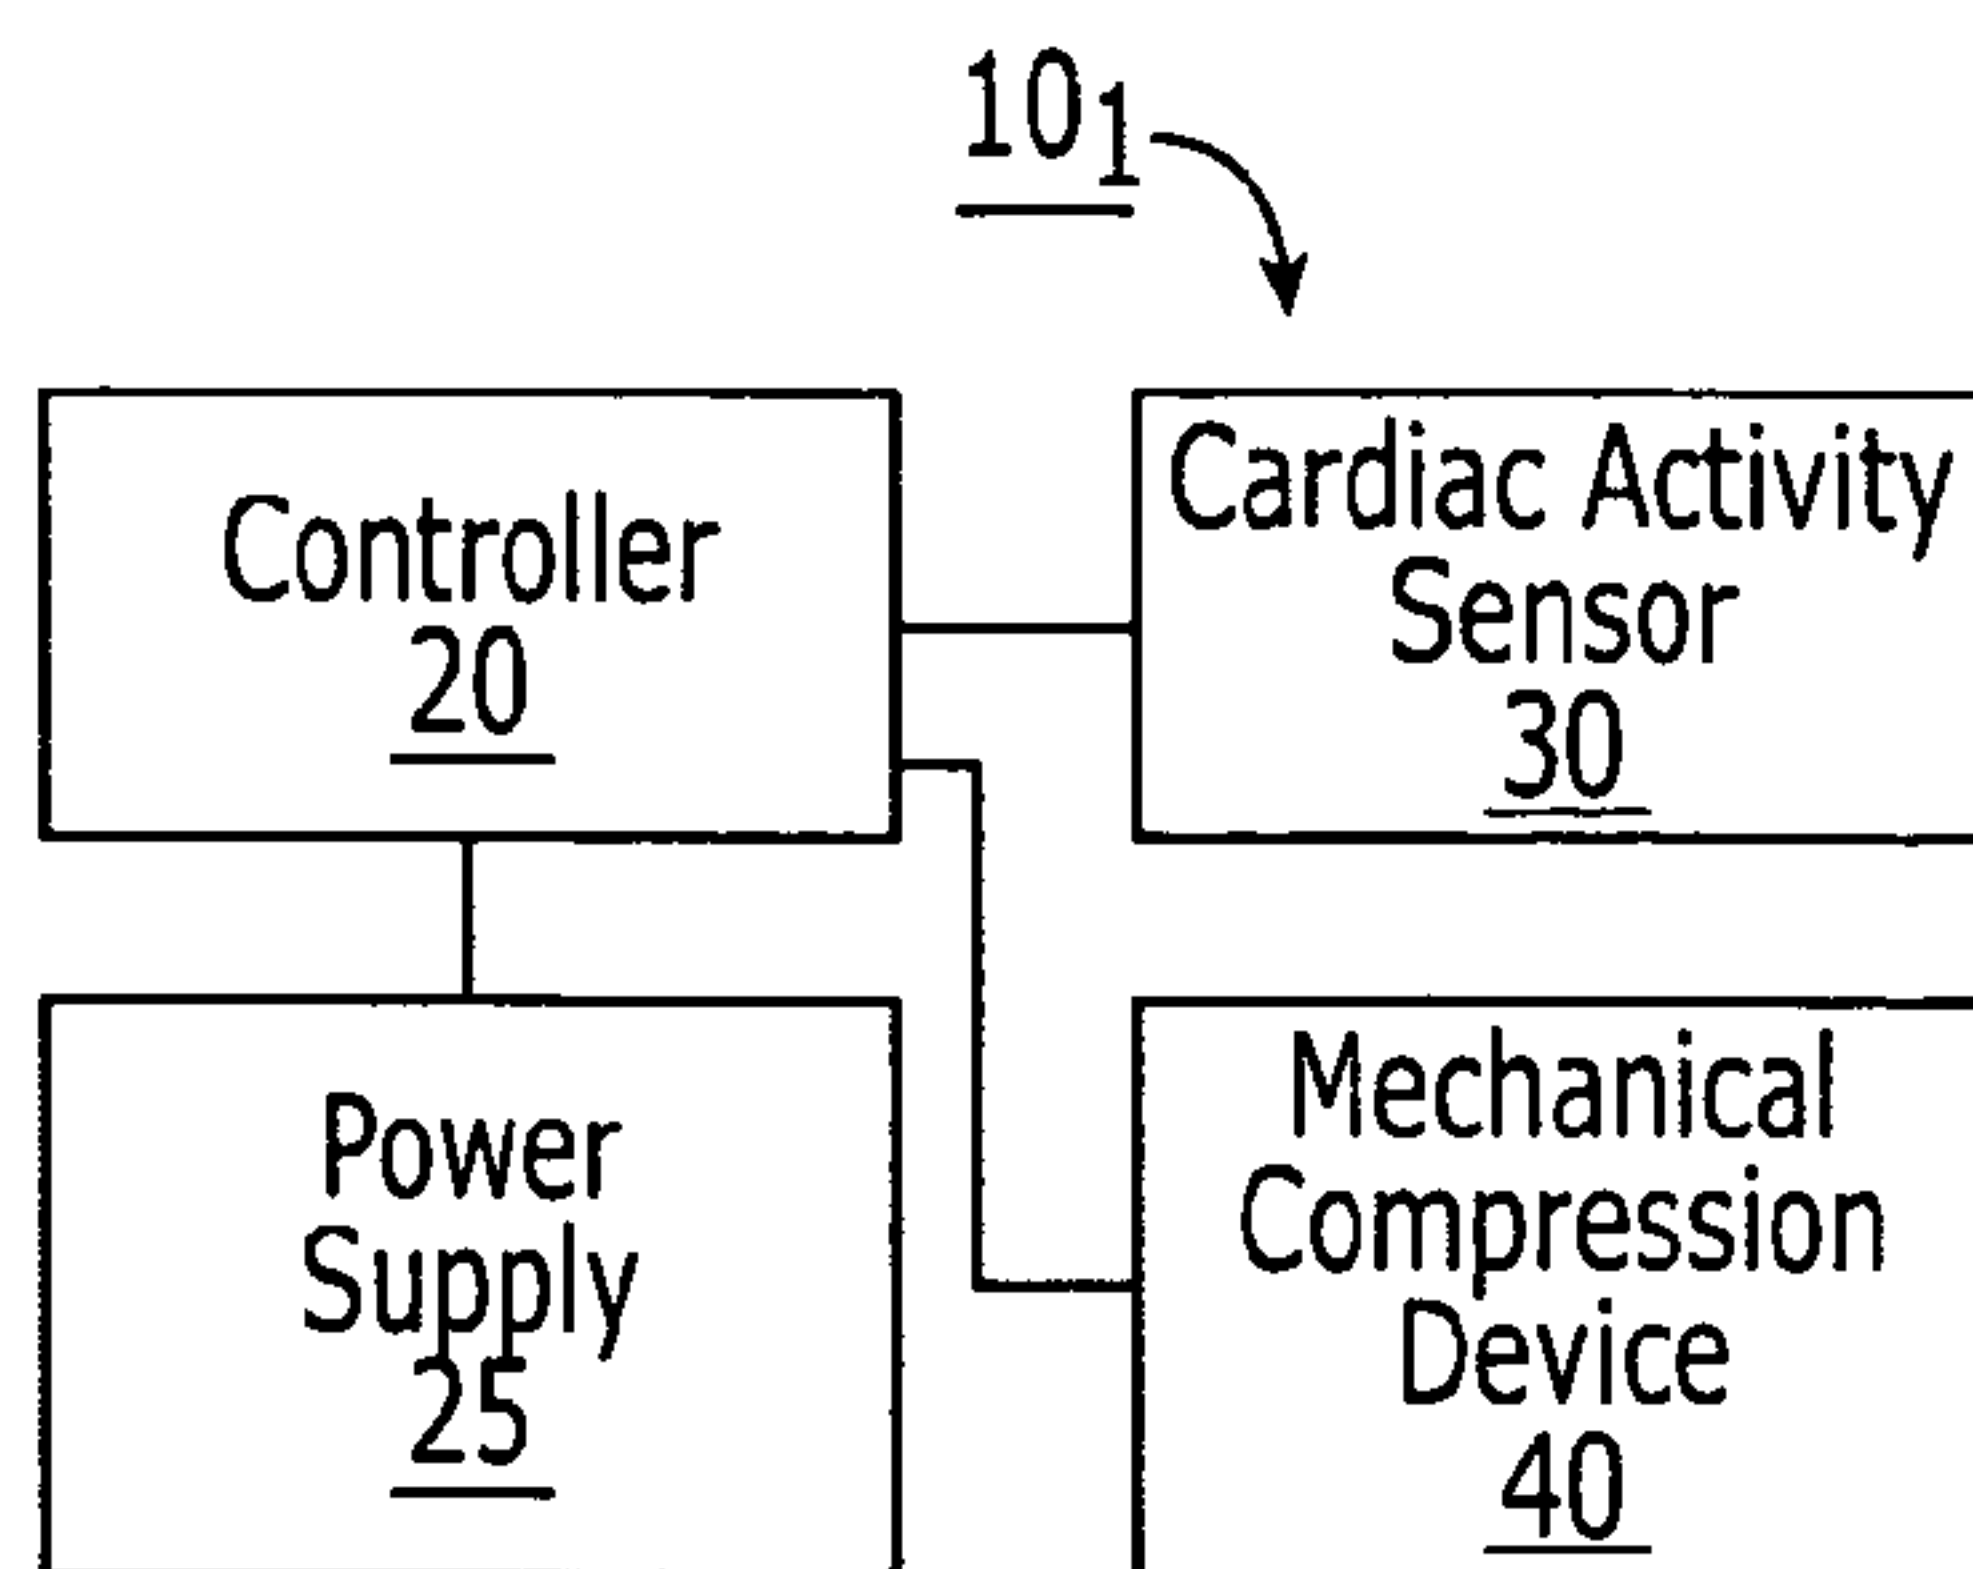 10₁
Controller
20
Cardiac Activity
Sensor
30
Power
Supply
25
Mechanical
Compression
Device
40